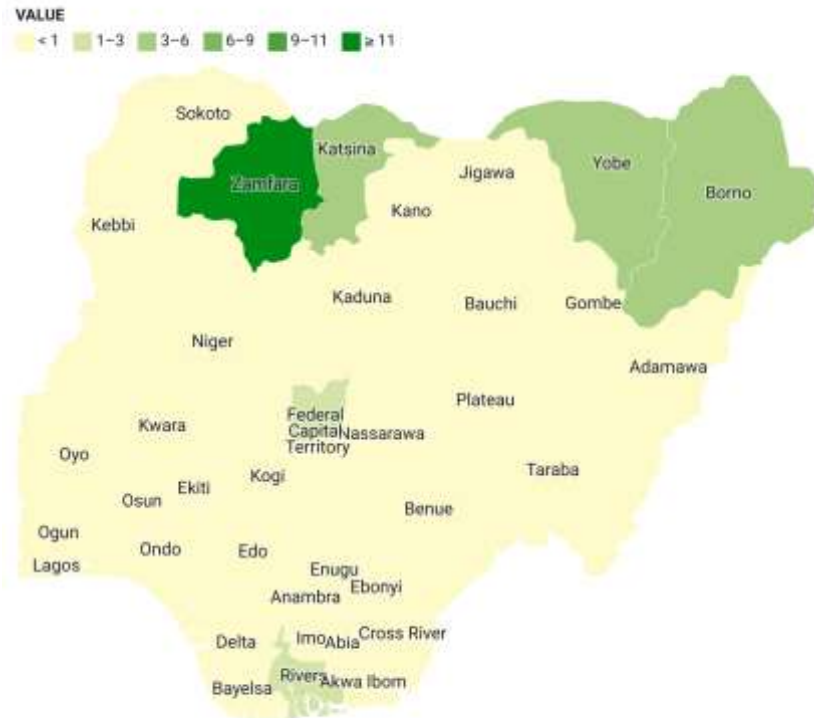 VALUE
< 1 1–3 3–6 6–9 9–11 ≥ 11
Sokoto
Katsina
Zamfara
Jigawa
Yobe
Borno
Kano
Kebbi
Kaduna
Bauchi
Gombe
Niger
Adamawa
Plateau
Federal
Capital
Territory
Nassarawa
Kwara
Oyo
Taraba
Kogi
Ekiti
Osun
Benue
Ogun
Ondo
Edo
Lagos
Enugu
Ebonyi
Anambra
Delta
Imo
Abia
Cross River
Rivers
Akwa Ibom
Bayelsa